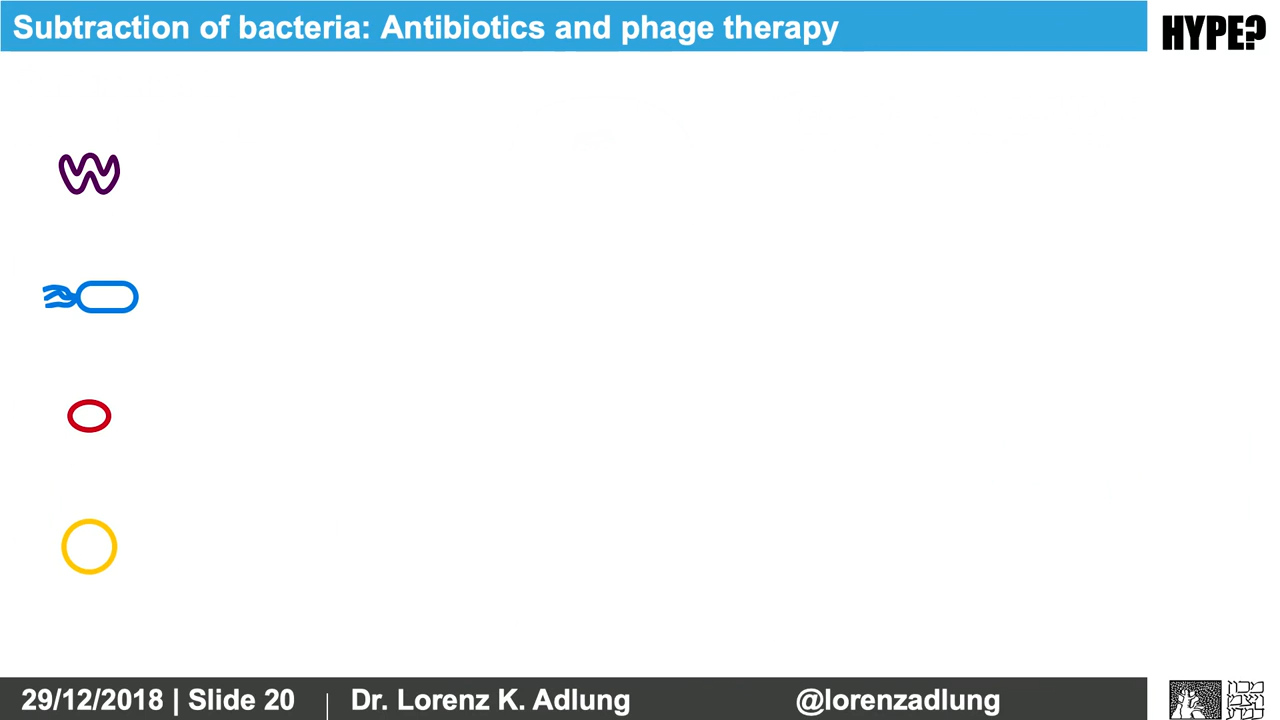 Subtraction of bacteria: Antibiotics and phage therapy
HYPE?
29/12/2018 | Slide 20
Dr. Lorenz K. Adlung
@lorenzadlung